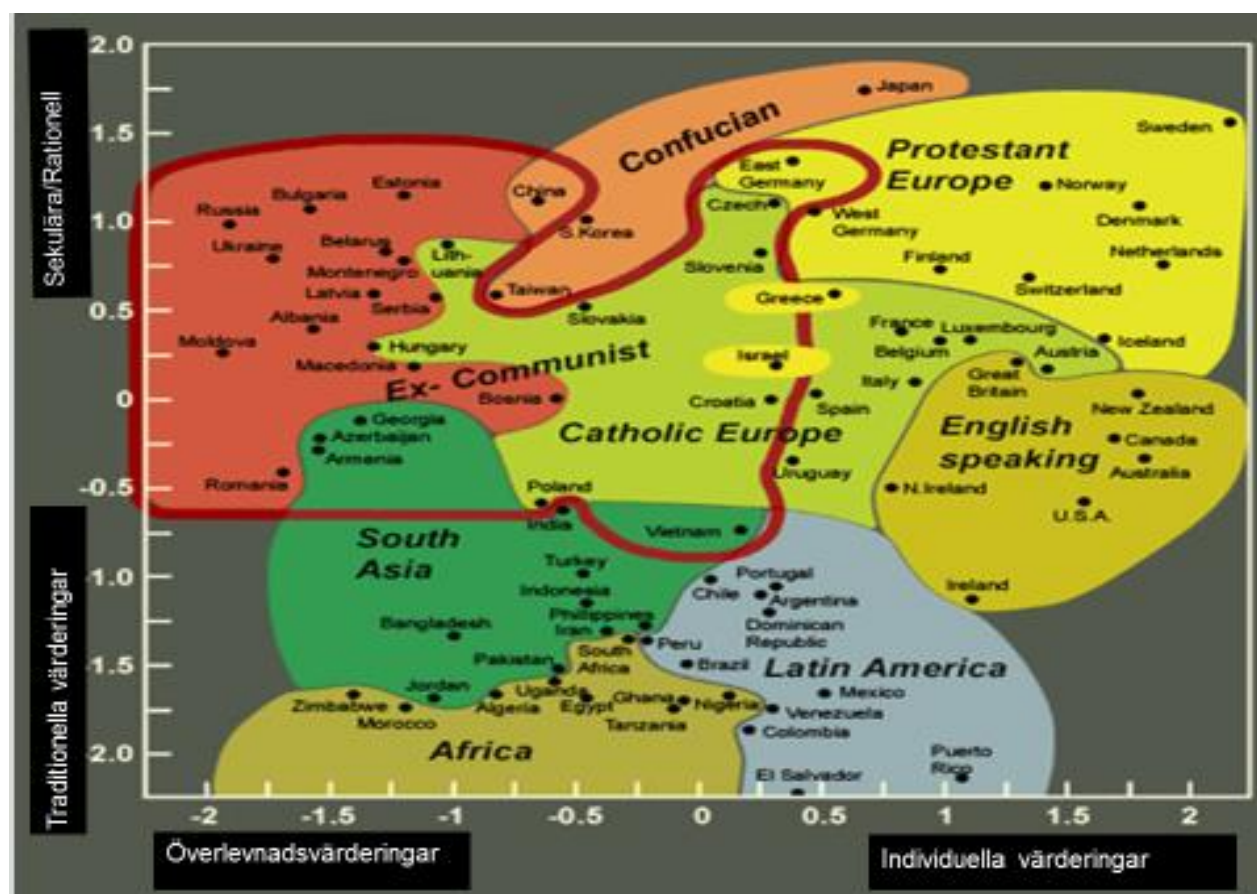 Sekulära/Rationell
Traditionella värderingar
2.0
1.5
1.0
0.5
0
-0.5
-1.0
-1.5
-2.0
Japan
Confucian
Sweden
Protestant
Europe
East
Germany
Norway
Estonia
China
Bulgaria
Czech
Russia
S.Korea
West
Germany
Denmark
Ukraine
Belarus
Lith-
uania
Netherlands
Montenegro
Slovenia
Finland
Switzerland
Latvia
Serbia
Taiwan
Greece
Albania
Slovakia
France
Luxembourg
Iceland
Moldova
Hungary
Belgium
Austria
Macedonia
Israel
Italy
Great
Britain
Ex- Communist
Bosnia
Croatia
Spain
New Zealand
Georgia
Azerbaijan
Armenia
Catholic Europe
English
speaking
Canada
Australia
Romania
Poland
Uruguay
N.Ireland
U.S.A.
India
Vietnam
South
Asia
Turkey
Indonesia
Chile
Portugal
Argentina
Ireland
Philippines
Dominican
Republic
Bangladesh
Iran
South
Africa
Peru
Pakistan
Brazil
Latin America
Zimbabwe
Jordan
Morocco
Algeria
Uganda
Egypt
Ghana
Tanzania
Nigeria
Mexico
Venezuela
Colombia
Africa
El Salvador
Puerto
Rico
-2
-1.5
-1
-0.5
0
0.5
1
1.5
2
Överlevnadsvärderingar
Individuella värderingar